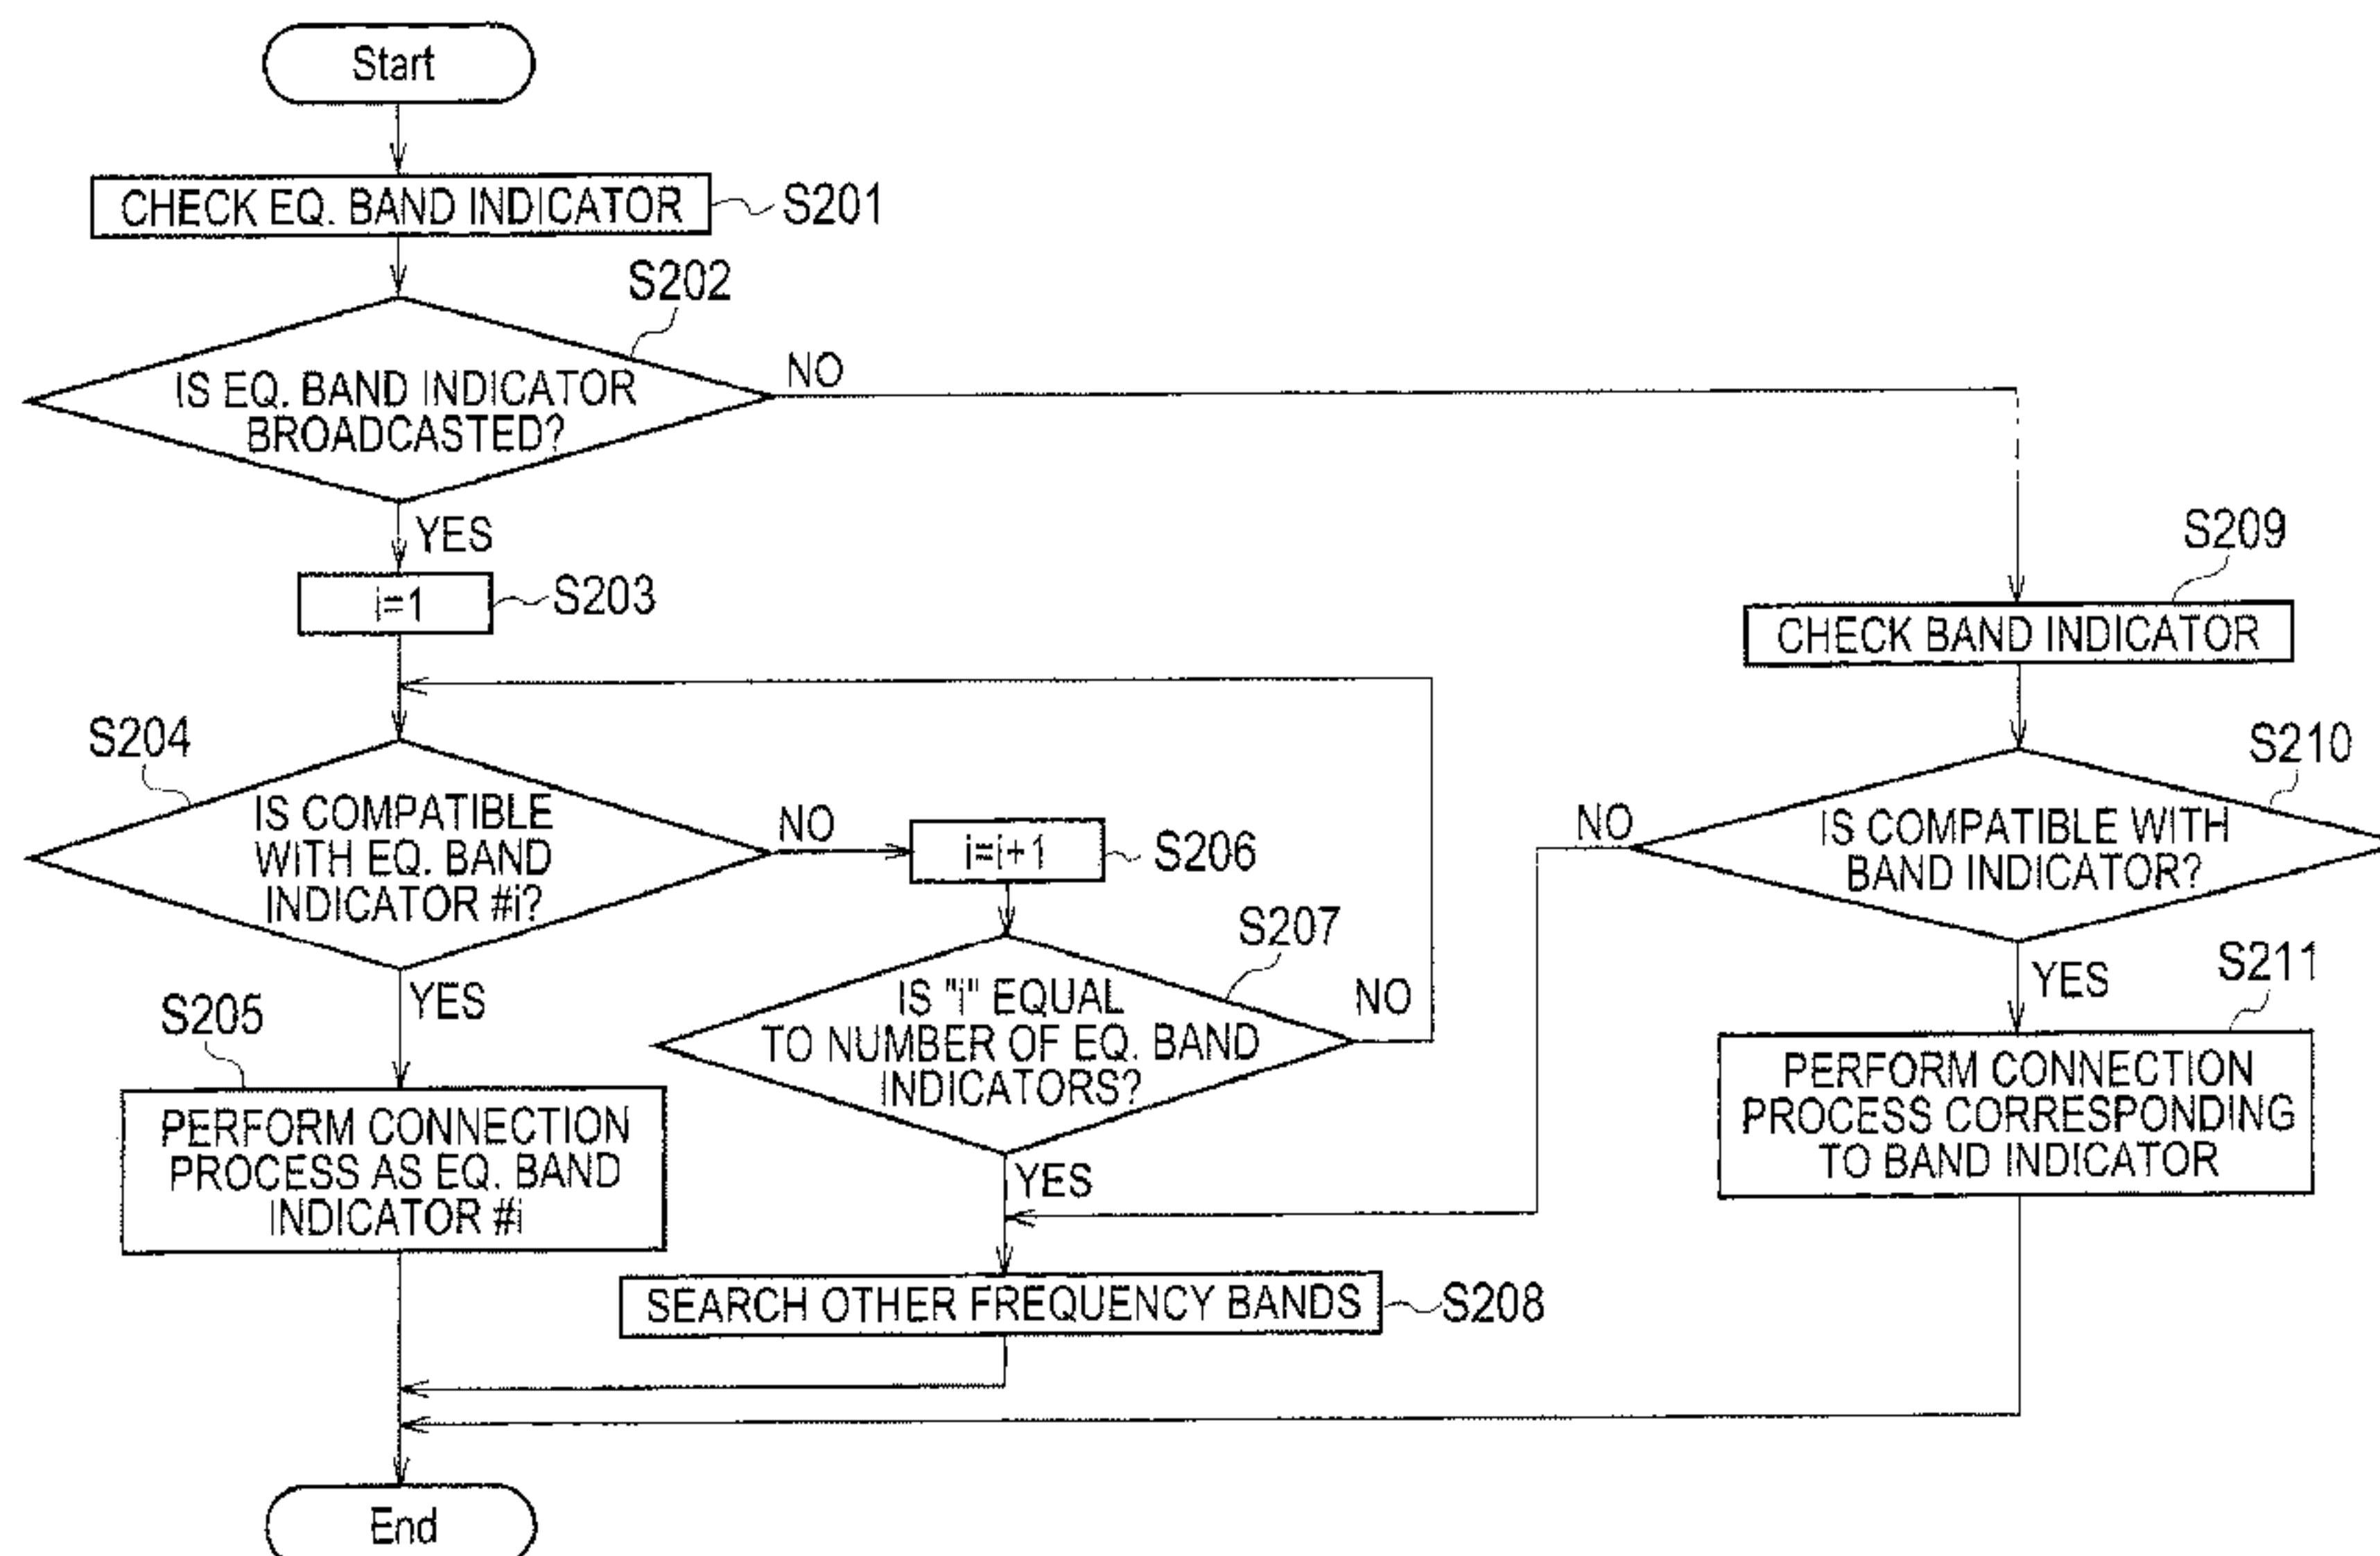 Start
CHECK EQ. BAND INDICATOR
S201
S202
IS EQ. BAND INDICATOR
BROADCASTED?
NO
YES
i=1
S203
S204
IS COMPATIBLE
WITH EQ. BAND
INDICATOR #i?
NO
YES
i=i+1
S206
S207
IS "i" EQUAL
TO NUMBER OF EQ. BAND
INDICATORS?
NO
YES
S205
PERFORM CONNECTION
PROCESS AS EQ. BAND
INDICATOR #i
SEARCH OTHER FREQUENCY BANDS
S208
S209
CHECK BAND INDICATOR
S210
IS COMPATIBLE WITH
BAND INDICATOR?
NO
YES
S211
PERFORM CONNECTION
PROCESS CORRESPONDING
TO BAND INDICATOR
End